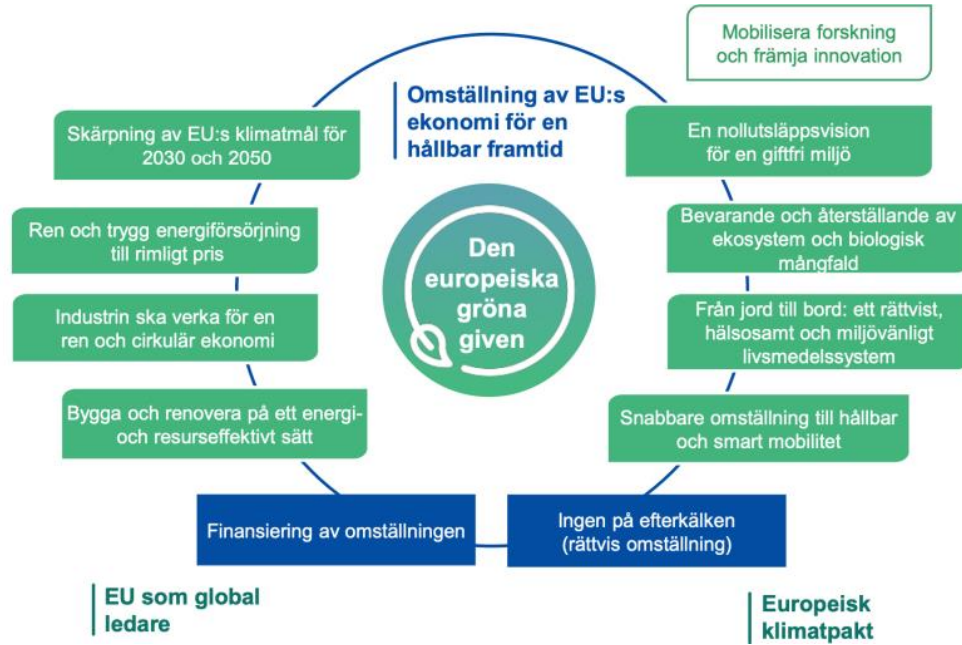 Mobilisera forskning
och främja innovation
Omställning av EU:s
ekonomi för en
hållbar framtid
Skärpning av EU:s klimatmål för
2030 och 2050
En nollutsläppsvision
för en giftfri miljö
Ren och trygg energiförsörjning
till rimligt pris
Bevarande och återställande av
ekosystem och biologisk
mångfald
Den
europeiska
gröna
given
Industrin ska verka för en
ren och cirkulär ekonomi
Från jord till bord: ett rättvist,
hälsosamt och miljövänligt
livsmedelssystem
Bygga och renovera på ett energi-
och resurseffektivt sätt
Snabbare omställning till hållbar
och smart mobilitet
Finansiering av omställningen
Ingen på efterkälken
(rättvis omställning)
EU som global
ledare
Europeisk
klimatpakt